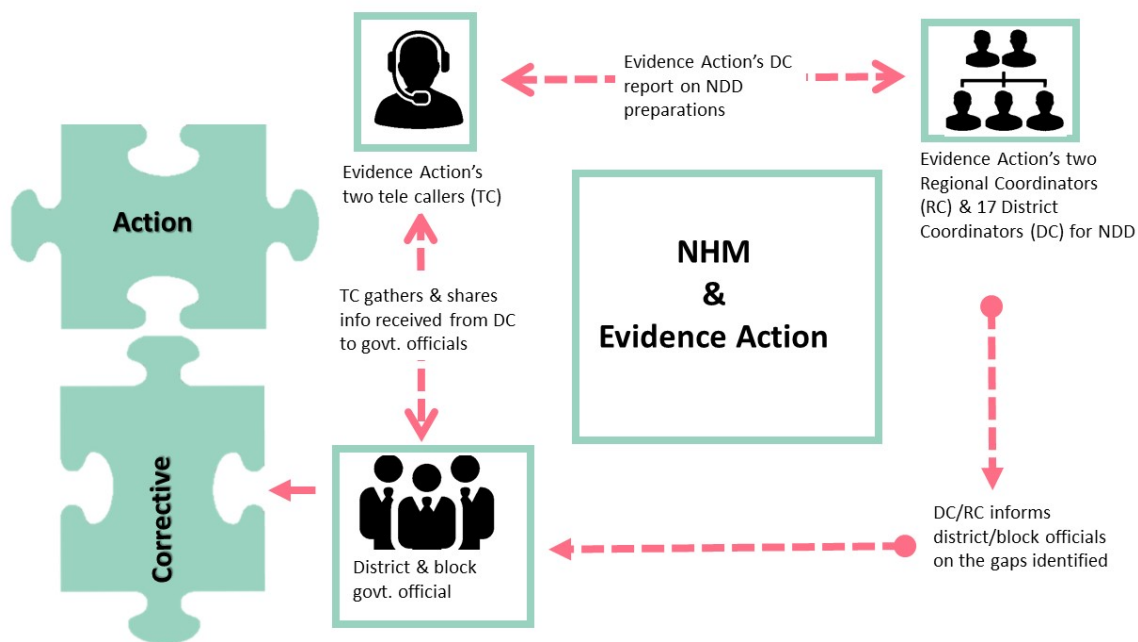 Evidence Action's DC
report on NDD
preparations
Evidence Action's
two tele callers (TC)
Evidence Action's two
Regional Coordinators
(RC) & 17 District
Coordinators (DC) for NDD
Action
NHM
&
Evidence Action
TC gathers & shares
info received from DC
to govt. officials
Corrective
District & block
govt. official
DC/RC informs
district/block officials
on the gaps identified